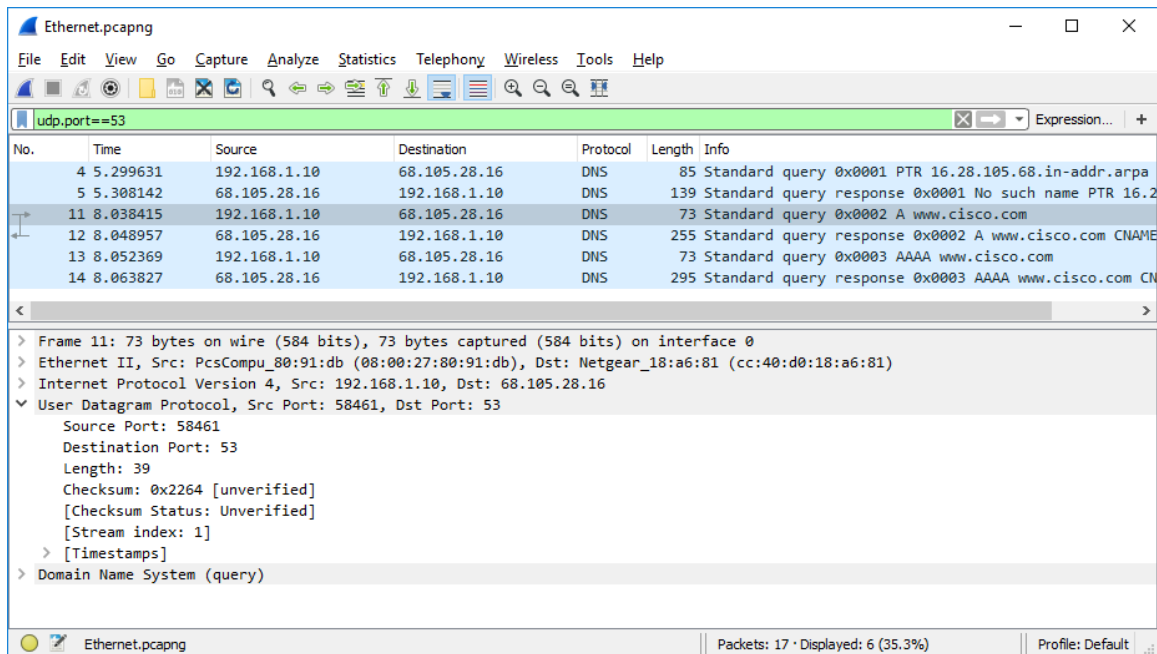 Ethernet.pcapng
File Edit View Go Capture Analyze Statistics Telephony Wireless Tools Help
udp.port==53 Expression... +
No. Time Source Destination Protocol Length Info
4 5.299631 192.168.1.10 68.105.28.16 DNS 85 Standard query 0x0001 PTR 16.28.105.68.in-addr.arpa
5 5.308142 68.105.28.16 192.168.1.10 DNS 139 Standard query response 0x0001 No such name PTR 16.2
11 8.038415 192.168.1.10 68.105.28.16 DNS 73 Standard query 0x0002 A www.cisco.com
12 8.048957 68.105.28.16 192.168.1.10 DNS 255 Standard query response 0x0002 A www.cisco.com CNAME
13 8.052369 192.168.1.10 68.105.28.16 DNS 73 Standard query 0x0003 AAAA www.cisco.com
14 8.063827 68.105.28.16 192.168.1.10 DNS 295 Standard query response 0x0003 AAAA www.cisco.com CN
> Frame 11: 73 bytes on wire (584 bits), 73 bytes captured (584 bits) on interface 0
> Ethernet II, Src: PcsCompu_80:91:db (08:00:27:80:91:db), Dst: Netgear_18:a6:81 (cc:40:d0:18:a6:81)
> Internet Protocol Version 4, Src: 192.168.1.10, Dst: 68.105.28.16
User Datagram Protocol, Src Port: 58461, Dst Port: 53
Source Port: 58461
Destination Port: 53
Length: 39
Checksum: 0x2264 [unverified]
[Checksum Status: Unverified]
[Stream index: 1]
> [Timestamps]
> Domain Name System (query)
Ethernet.pcapng Packets: 17 · Displayed: 6 (35.3%) Profile: Default